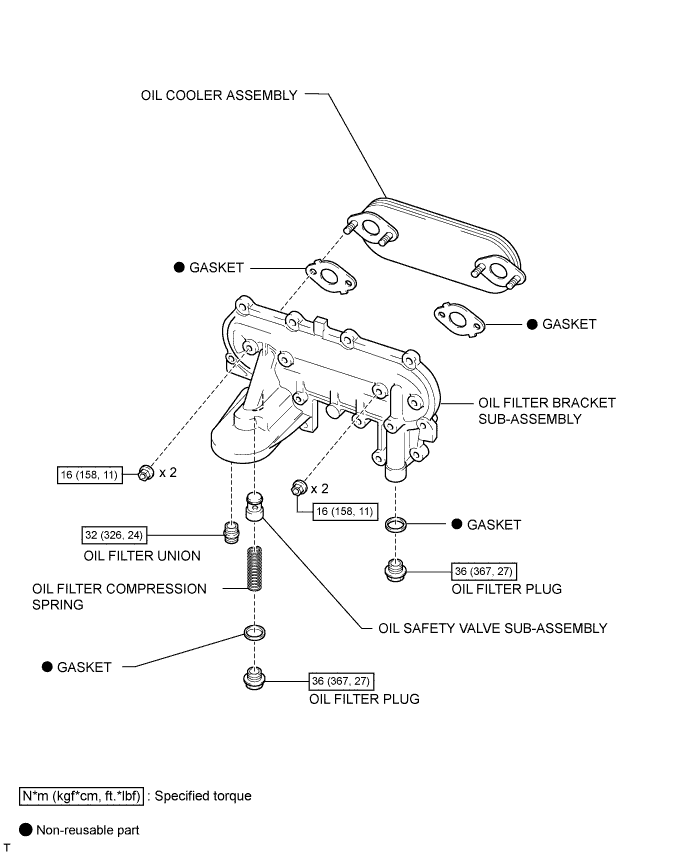 OIL COOLER ASSEMBLY
● GASKET
● GASKET
OIL FILTER BRACKET
SUB-ASSEMBLY
16 (158, 11)
x 2
x 2
16 (158, 11)
32 (326, 24)
OIL FILTER UNION
● GASKET
36 (367, 27)
OIL FILTER PLUG
OIL FILTER COMPRESSION
SPRING
OIL SAFETY VALVE SUB-ASSEMBLY
● GASKET
36 (367, 27)
OIL FILTER PLUG
N*m (kgf*cm, ft.*lbf) : Specified torque
● Non-reusable part
T